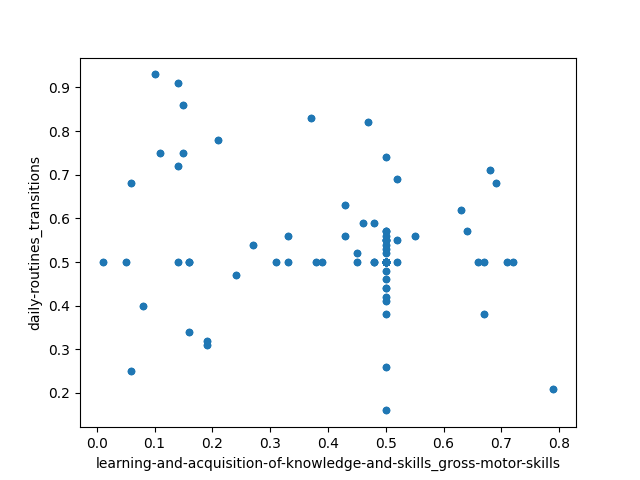 0.9
0.8
0.7
0.6
0.5
0.4
0.3
0.2
daily-routines_transitions
0.0 0.1 0.2 0.3 0.4 0.5 0.6 0.7 0.8
learning-and-acquisition-of-knowledge-and-skills_gross-motor-skills